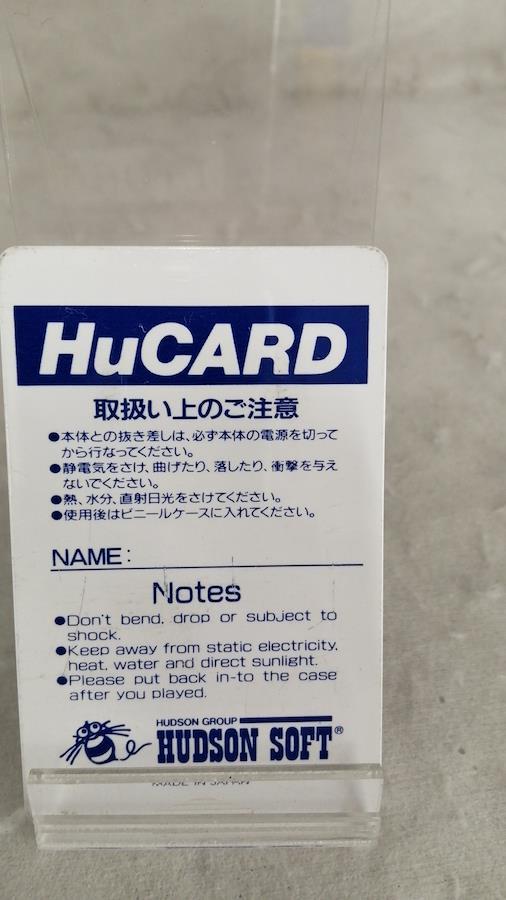 HuCARD
取扱い上のご注意
●本体との抜き差しは、必ず本体の電源を切って
から行なってください。
●静電気をさけ、曲げたり、落したり、衝撃を与え
ないでください。
●熱、水分、直射日光をさけてください。
●使用後はビニールケースに入れてください。
NAME:
Notes
●Don't bend, drop or subject to
shock.
●Keep away from static electricity,
heat, water and direct sunlight.
●Please put back in-to the case
after you played.
HUDSON GROUP
HUDSON SOFT®
MADE IN JAPAN